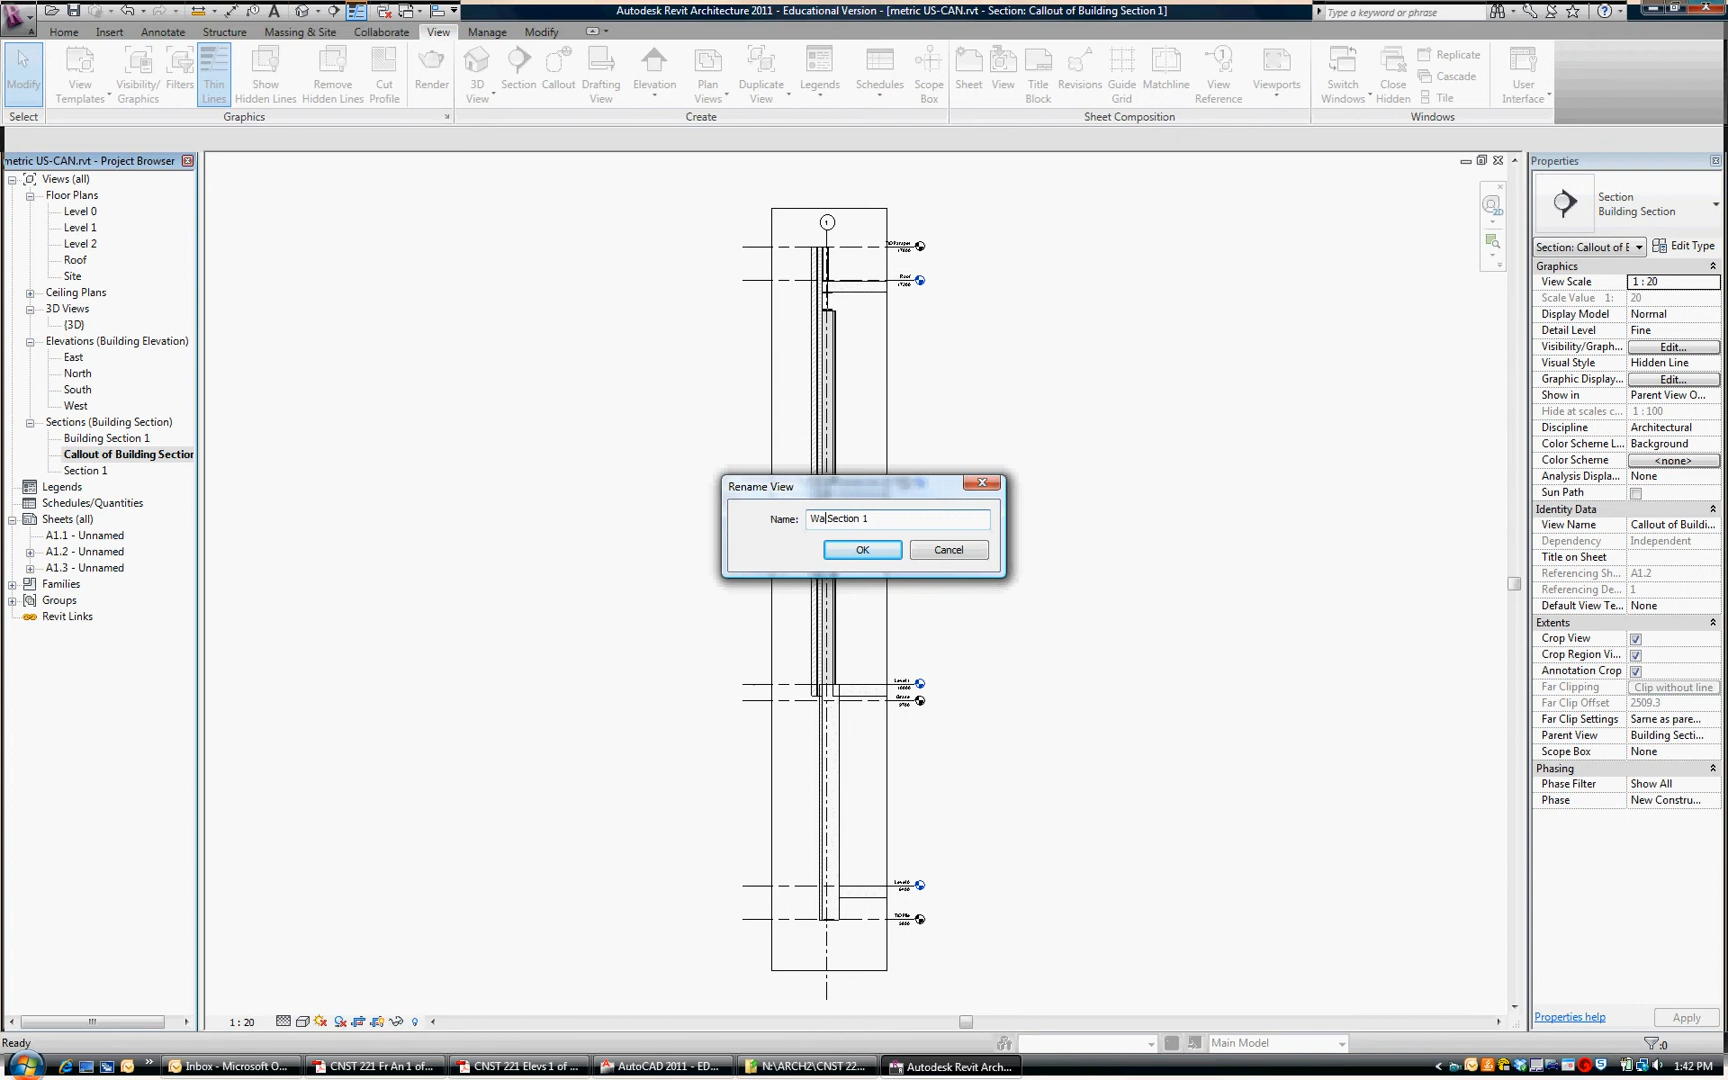 Autodesk Revit Architecture 2011 - Educational Version - [metric US-CAN.rvt - Section: Callout of Building Section 1]
Type a keyword or phrase
Home Insert Annotate Structure Massing & Site Collaborate View Manage Modify
Modify
View Templates
Visibility/ Graphics
Filters
Thin Lines
Show Hidden Lines
Remove Hidden Lines
Cut Profile
Render
3D View
Section
Callout
Drafting View
Elevation
Plan Views
Duplicate View
Legends
Schedules
Scope Box
Sheet
View
Title Block
Revisions
Guide Grid
Matchline
View Reference
Viewports
Switch Windows
Close Hidden
Replicate
Cascade
Tile
User Interface
Select Graphics Create Sheet Composition Windows
metric US-CAN.rvt - Project Browser
Views (all)
Floor Plans
Level 0
Level 1
Level 2
Roof
Site
Ceiling Plans
3D Views
{3D}
Elevations (Building Elevation)
East
North
South
West
Sections (Building Section)
Building Section 1
Callout of Building Section
Section 1
Legends
Schedules/Quantities
Sheets (all)
A1.1 - Unnamed
A1.2 - Unnamed
A1.3 - Unnamed
Families
Groups
Revit Links
1
Roof
Level 1
Level 0
Rename View
Name: WaSection 1
OK Cancel
2D
Properties
Section
Building Section
Section: Callout of B Edit Type
Graphics
View Scale 1 : 20
Scale Value 1: 20
Display Model Normal
Detail Level Fine
Visibility/Graph... Edit...
Visual Style Hidden Line
Graphic Display... Edit...
Show in Parent View O...
Hide at scales c... 1 : 100
Discipline Architectural
Color Scheme L... Background
Color Scheme <none>
Analysis Displa... None
Sun Path
Identity Data
View Name Callout of Buildi...
Dependency Independent
Title on Sheet
Referencing Sh... A1.2
Referencing De... 1
Default View Te... None
Extents
Crop View
Crop Region Vi...
Annotation Crop
Far Clipping Clip without line
Far Clip Offset 2509.3
Far Clip Settings Same as pare...
Parent View Building Secti...
Scope Box None
Phasing
Phase Filter Show All
Phase New Constru...
Properties help Apply
1 : 20
Ready
Main Model
:0
Inbox - Microsoft O... CNST 221 Fr An 1 of... CNST 221 Elevs 1 of ... AutoCAD 2011 - ED... N:\ARCH2\CNST 22... Autodesk Revit Arch... 1:42 PM